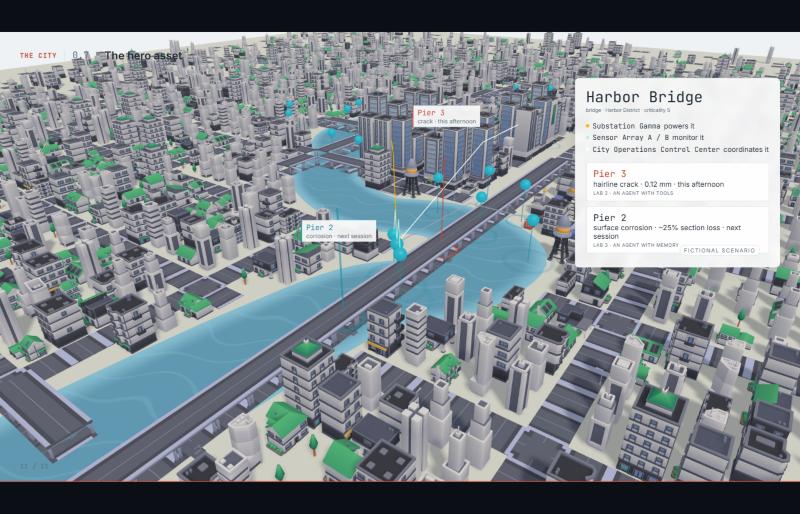 THE CITY
The hero asset
Harbor Bridge
bridge · Harbor District · criticality 5
Substation Gamma powers it
Sensor Array A / B monitor it
City Operations Control Center coordinates it
Pier 3
hairline crack · 0.12 mm · this afternoon
LAB 2 · AN AGENT WITH TOOLS
Pier 2
surface corrosion · ~25% section loss · next
session
LAB 3 · AN AGENT WITH MEMORY
FICTIONAL SCENARIO
Pier 3
crack · this afternoon
Pier 2
corrosion · next session
11 / 11